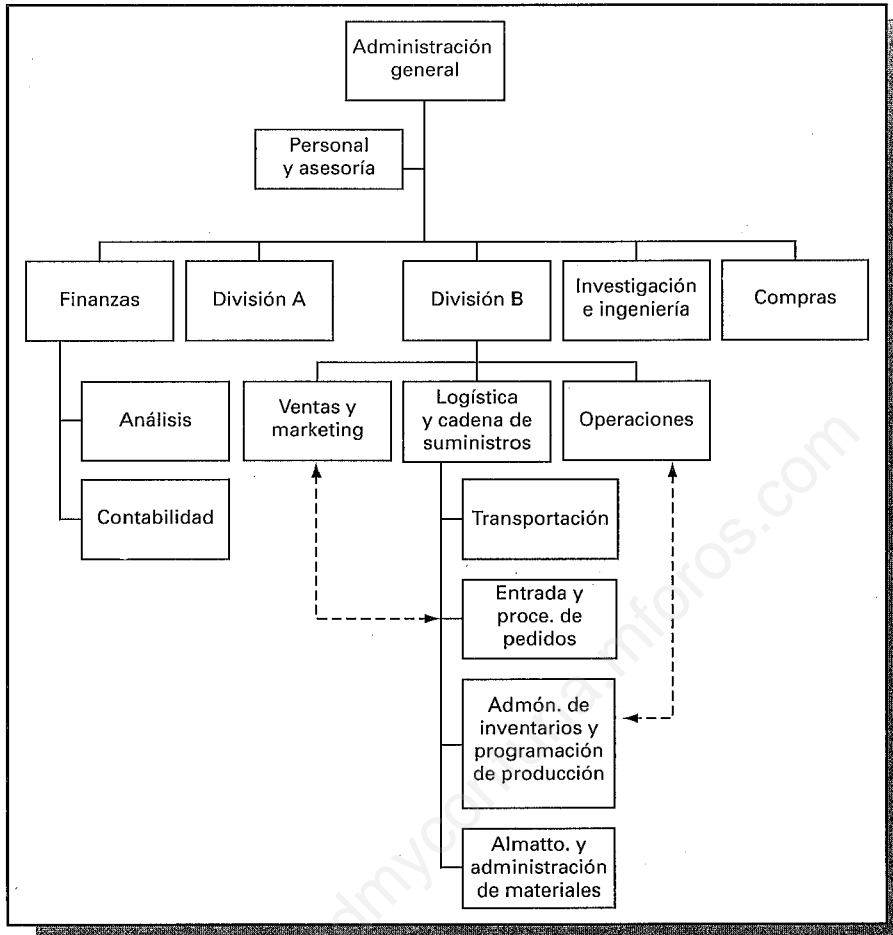 Administración
general
Personal
y asesoría
Finanzas
División A
División B
Investigación
e ingeniería
Compras
Análisis
Ventas y
marketing
Logística
y cadena de
suministros
Operaciones
Contabilidad
Transportación
Entrada y
proce. de
pedidos
Admón. de
inventarios y
programación
de producción
Almatto. y
administración
de materiales